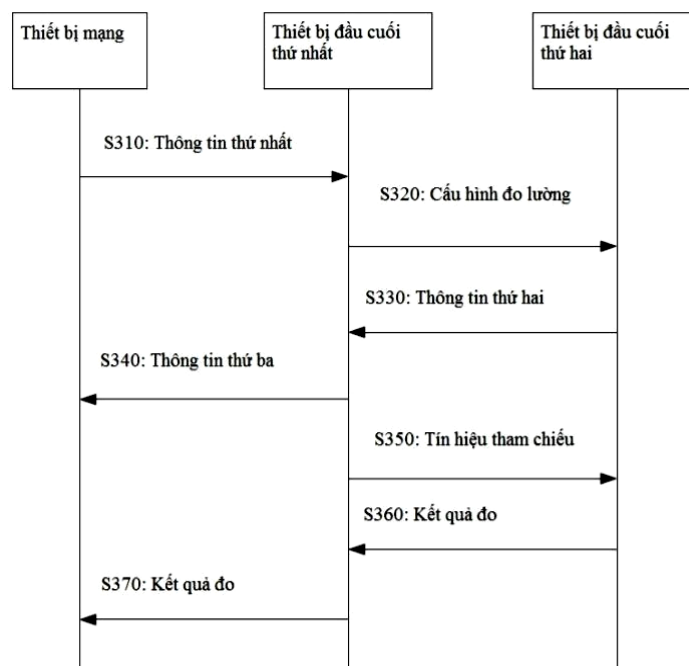 Thiết bị mạng
Thiết bị đầu cuối
thứ nhất
Thiết bị đầu cuối
thứ hai
S310: Thông tin thứ nhất
S320: Cấu hình đo lường
S330: Thông tin thứ hai
S340: Thông tin thứ ba
S350: Tín hiệu tham chiếu
S360: Kết quả đo
S370: Kết quả đo